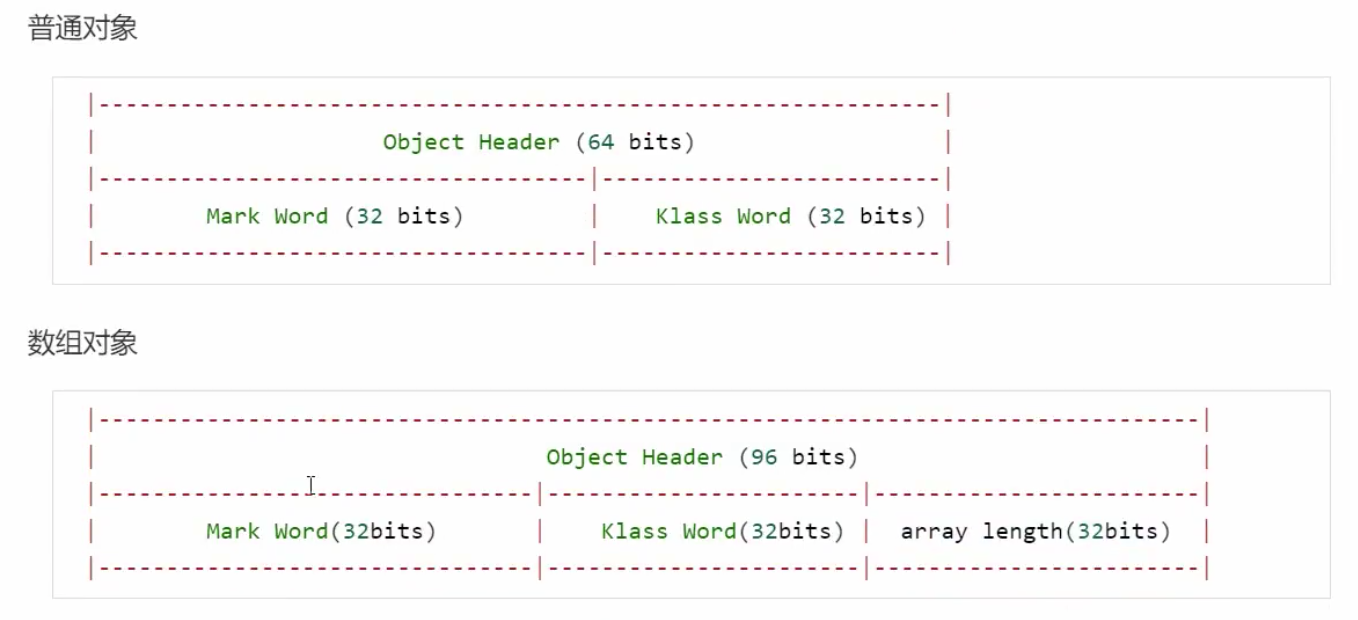 普通对象
|--------------------------------------------------------------|
| Object Header (64 bits) |
|------------------------------------|-------------------------|
| Mark Word (32 bits) | Klass Word (32 bits) |
|------------------------------------|-------------------------|
数组对象
|---------------------------------------------------------------------------------|
| Object Header (96 bits) |
|--------------------------------|-----------------------|------------------------|
| Mark Word(32bits) | Klass Word(32bits) | array length(32bits) |
|--------------------------------|-----------------------|------------------------|